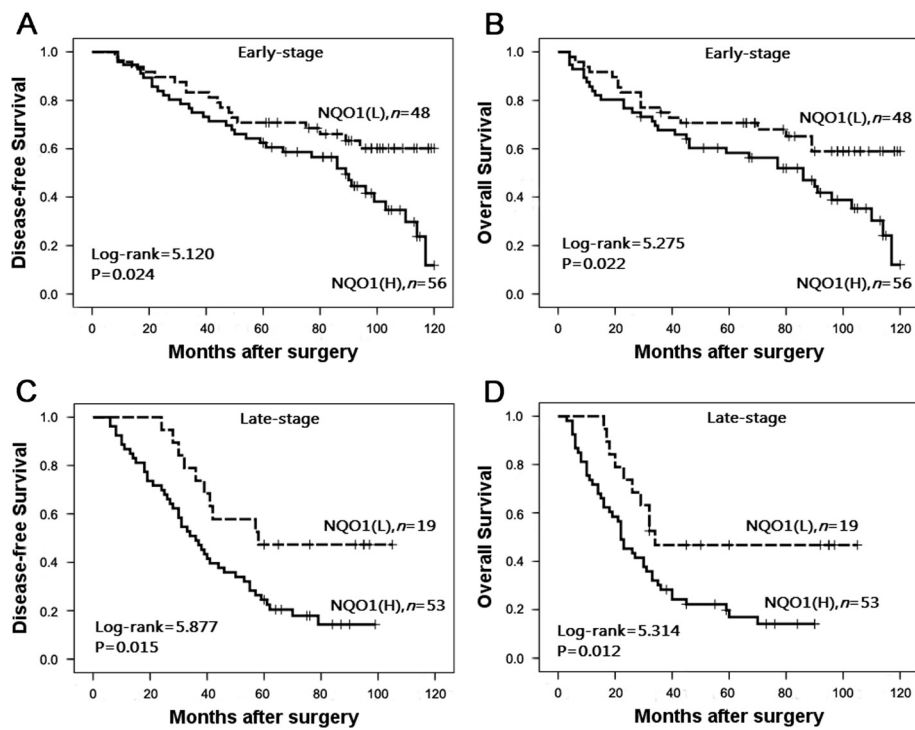 A
Early-stage
Disease-free Survival
1.0
0.8
0.6
0.4
0.2
0.0
NQO1(L),n=48
Log-rank=5.120
P=0.024
NQO1(H),n=56
0 20 40 60 80 100 120
Months after surgery
B
Early-stage
Overall Survival
1.0
0.8
0.6
0.4
0.2
0.0
NQO1(L),n=48
Log-rank=5.275
P=0.022
NQO1(H),n=56
0 20 40 60 80 100 120
Months after surgery
C
Late-stage
Disease-free Survival
1.0
0.8
0.6
0.4
0.2
0.0
NQO1(L),n=19
NQO1(H),n=53
Log-rank=5.877
P=0.015
0 20 40 60 80 100 120
Months after surgery
D
Late-stage
Overall Survival
1.0
0.8
0.6
0.4
0.2
0.0
NQO1(L),n=19
NQO1(H),n=53
Log-rank=5.314
P=0.012
0 20 40 60 80 100 120
Months after surgery